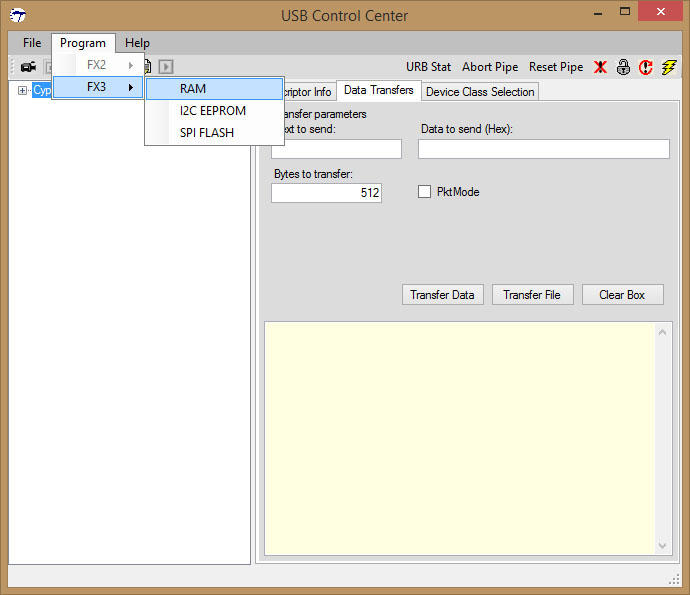 USB Control Center
File Program Help
URB Stat Abort Pipe Reset Pipe
FX2
FX3
RAM
I2C EEPROM
SPI FLASH
Cyp
criptor Info Data Transfers Device Class Selection
ansfer parameters
ext to send: Data to send (Hex):
Bytes to transfer:
512 PktMode
Transfer Data Transfer File Clear Box